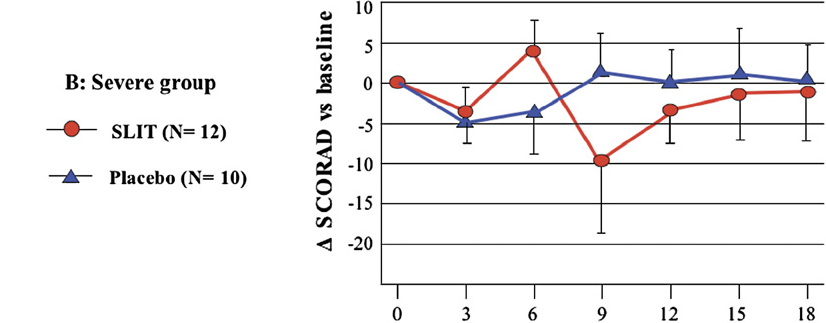 B: Severe group
SLIT (N= 12)
Placebo (N= 10)
Δ SCORAD vs baseline
10
5
0
-5
-10
-15
-20
0 3 6 9 12 15 18